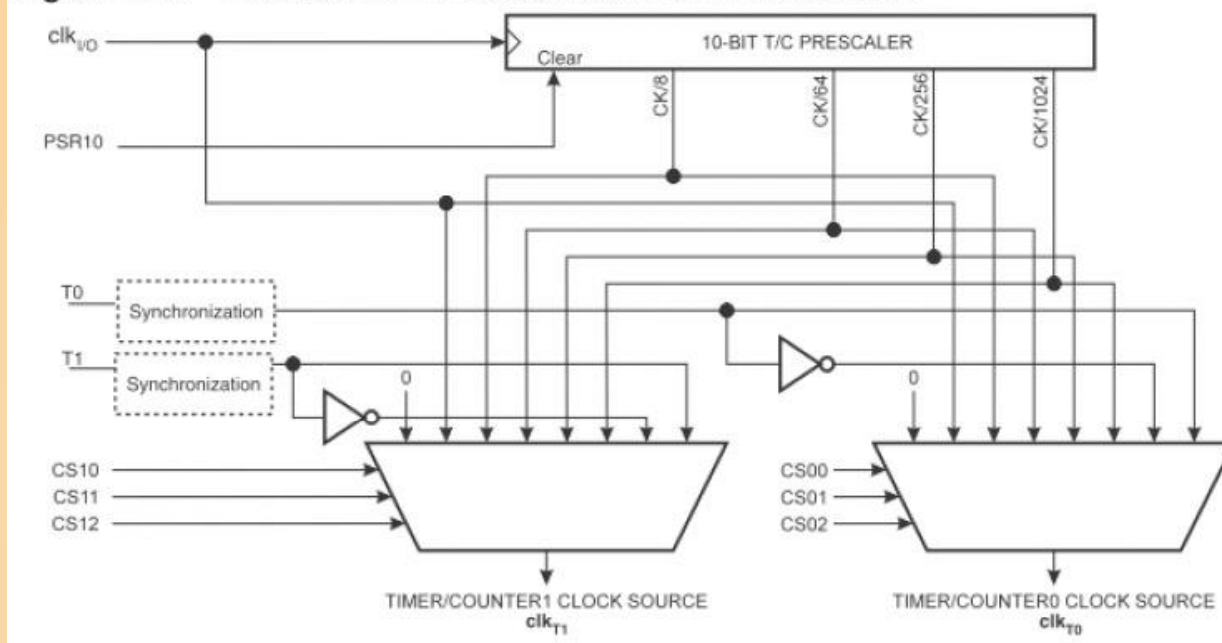 clkI/O
10-BIT T/C PRESCALER
Clear
CK/8
CK/64
CK/256
CK/1024
PSR10
T0
Synchronization
T1
Synchronization
0
0
CS10
CS11
CS12
CS00
CS01
CS02
TIMER/COUNTER1 CLOCK SOURCE
clkT1
TIMER/COUNTER0 CLOCK SOURCE
clkT0